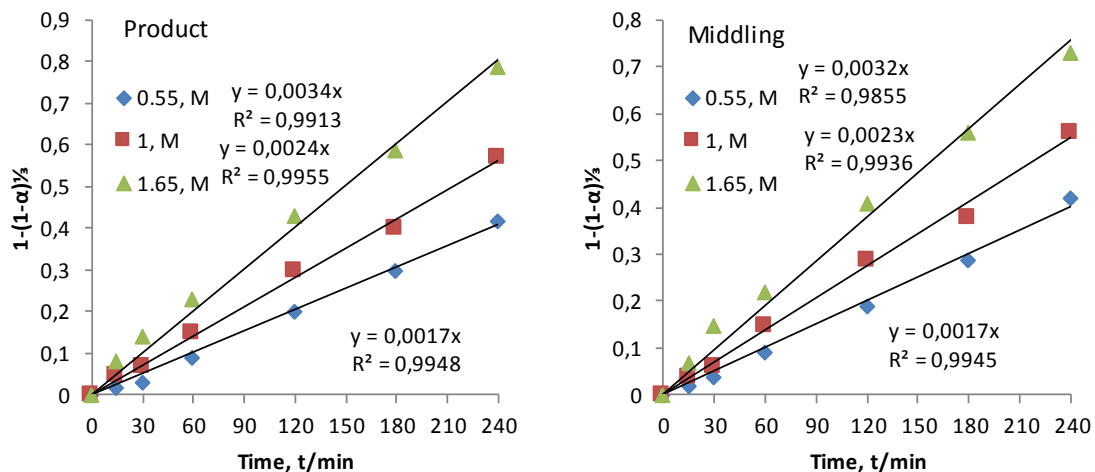 Product
0,9
0,8
0,7
0,6
0,5
0,4
0,3
0,2
0,1
0
1-(1-α)⅓
0.55, M
1, M
1.65, M
y = 0,0034x
R² = 0,9913
y = 0,0024x
R² = 0,9955
y = 0,0017x
R² = 0,9948
0 30 60 90 120 150 180 210 240
Time, t/min
Middling
0,8
0,7
0,6
0,5
0,4
0,3
0,2
0,1
0
1-(1-α)⅓
0.55, M
1, M
1.65, M
y = 0,0032x
R² = 0,9855
y = 0,0023x
R² = 0,9936
y = 0,0017x
R² = 0,9945
0 30 60 90 120 150 180 210 240
Time, t/min